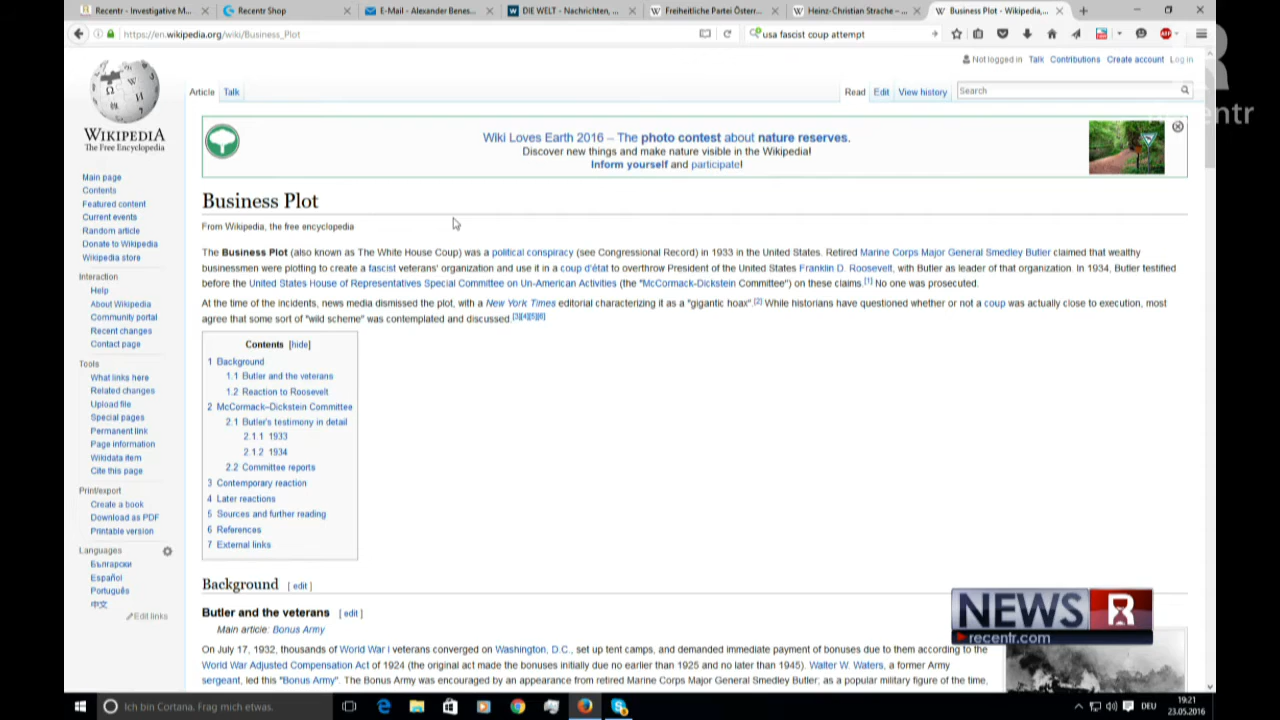 Recentr - Investigative M...
Recentr Shop
E-Mail - Alexander Benes...
DIE WELT - Nachrichten, ...
Freiheitliche Partei Österr...
Heinz-Christian Strache – ...
Business Plot - Wikipedia,...
https://en.wikipedia.org/wiki/Business_Plot
usa fascist coup attempt
Not logged in Talk Contributions Create account Log in
Article Talk
Read Edit View history
Search
R
recentr
WIKIPEDIA
The Free Encyclopedia
Wiki Loves Earth 2016 – The photo contest about nature reserves.
Discover new things and make nature visible in the Wikipedia!
Inform yourself and participate!
Main page
Contents
Featured content
Current events
Random article
Donate to Wikipedia
Wikipedia store
Interaction
Help
About Wikipedia
Community portal
Recent changes
Contact page
Tools
What links here
Related changes
Upload file
Special pages
Permanent link
Page information
Wikidata item
Cite this page
Print/export
Create a book
Download as PDF
Printable version
Languages
Български
Español
Português
中文
Edit links
Business Plot
From Wikipedia, the free encyclopedia
The Business Plot (also known as The White House Coup) was a political conspiracy (see Congressional Record) in 1933 in the United States. Retired Marine Corps Major General Smedley Butler claimed that wealthy
businessmen were plotting to create a fascist veterans' organization and use it in a coup d'état to overthrow President of the United States Franklin D. Roosevelt, with Butler as leader of that organization. In 1934, Butler testified
before the United States House of Representatives Special Committee on Un-American Activities (the "McCormack-Dickstein Committee") on these claims.[1] No one was prosecuted.
At the time of the incidents, news media dismissed the plot, with a New York Times editorial characterizing it as a "gigantic hoax".[2] While historians have questioned whether or not a coup was actually close to execution, most
agree that some sort of "wild scheme" was contemplated and discussed.[3][4][5][6]
Contents [hide]
1 Background
1.1 Butler and the veterans
1.2 Reaction to Roosevelt
2 McCormack–Dickstein Committee
2.1 Butler's testimony in detail
2.1.1 1933
2.1.2 1934
2.2 Committee reports
3 Contemporary reaction
4 Later reactions
5 Sources and further reading
6 References
7 External links
Background [ edit ]
Butler and the veterans [ edit ]
Main article: Bonus Army
On July 17, 1932, thousands of World War I veterans converged on Washington, D.C., set up tent camps, and demanded immediate payment of bonuses due to them according to the
World War Adjusted Compensation Act of 1924 (the original act made the bonuses initially due no earlier than 1925 and no later than 1945). Walter W. Waters, a former Army
sergeant, led this "Bonus Army". The Bonus Army was encouraged by an appearance from retired Marine Corps Major General Smedley Butler; as a popular military figure of the time,
NEWS R
recentr.com
Ich bin Cortana. Frag mich etwas.
DEU
19:21
23.05.2016